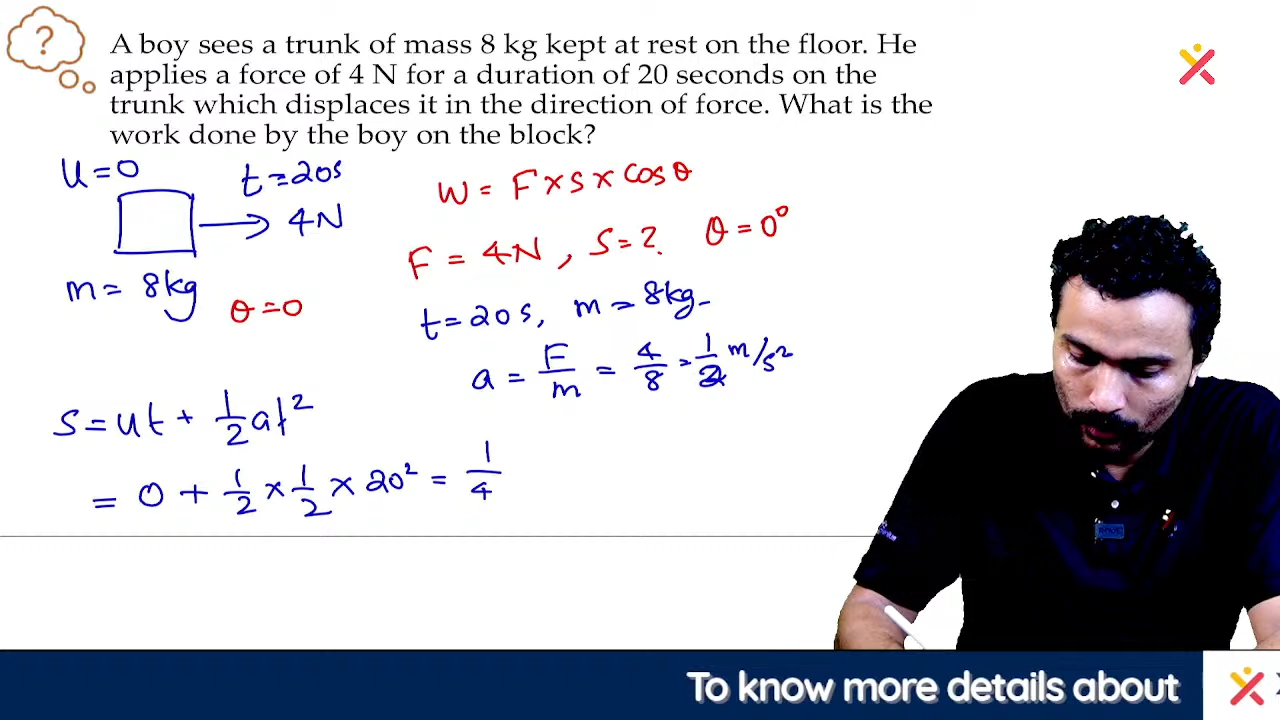 ?
A boy sees a trunk of mass 8 kg kept at rest on the floor. He
applies a force of 4 N for a duration of 20 seconds on the
trunk which displaces it in the direction of force. What is the
work done by the boy on the block?
u = 0
t = 20s
4N
m = 8kg
θ = 0
W = F × s × cos θ
F = 4N, s = ? θ = 0°
t = 20s, m = 8kg
a = F/m = 4/8 = 1/2 m/s²
s = ut + 1/2 at²
= 0 + 1/2 × 1/2 × 20² = 1/4
To know more details about